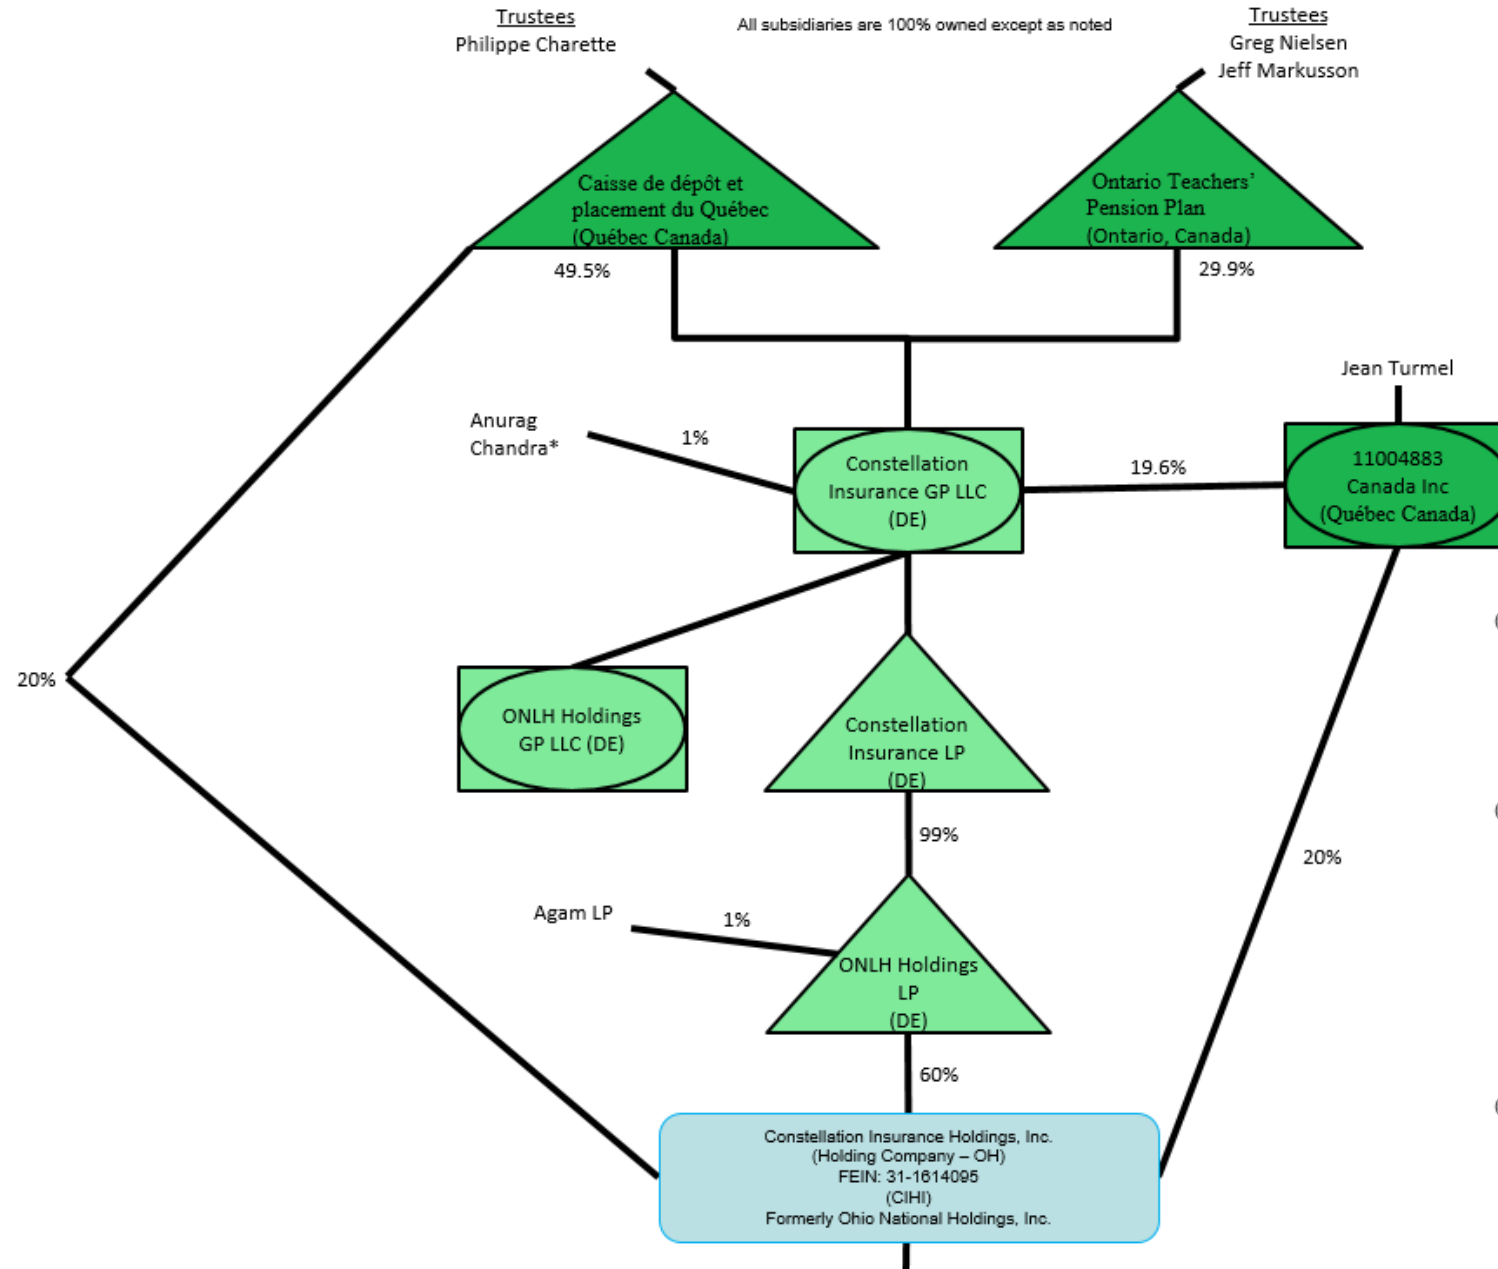 Trustees
Philippe Charette
All subsidiaries are 100% owned except as noted
Trustees
Greg Nielsen
Jeff Markusson
Caisse de dépôt et
placement du Québec
(Québec Canada)
Ontario Teachers’
Pension Plan
(Ontario, Canada)
49.5%
29.9%
Jean Turmel
Anurag
Chandra*
1%
Constellation
Insurance GP LLC
(DE)
19.6%
11004883
Canada Inc
(Québec Canada)
20%
ONLH Holdings
GP LLC (DE)
Constellation
Insurance LP
(DE)
99%
20%
Agam LP
1%
ONLH Holdings
LP
(DE)
60%
Constellation Insurance Holdings, Inc.
(Holding Company – OH)
FEIN: 31-1614095
(CIHI)
Formerly Ohio National Holdings, Inc.